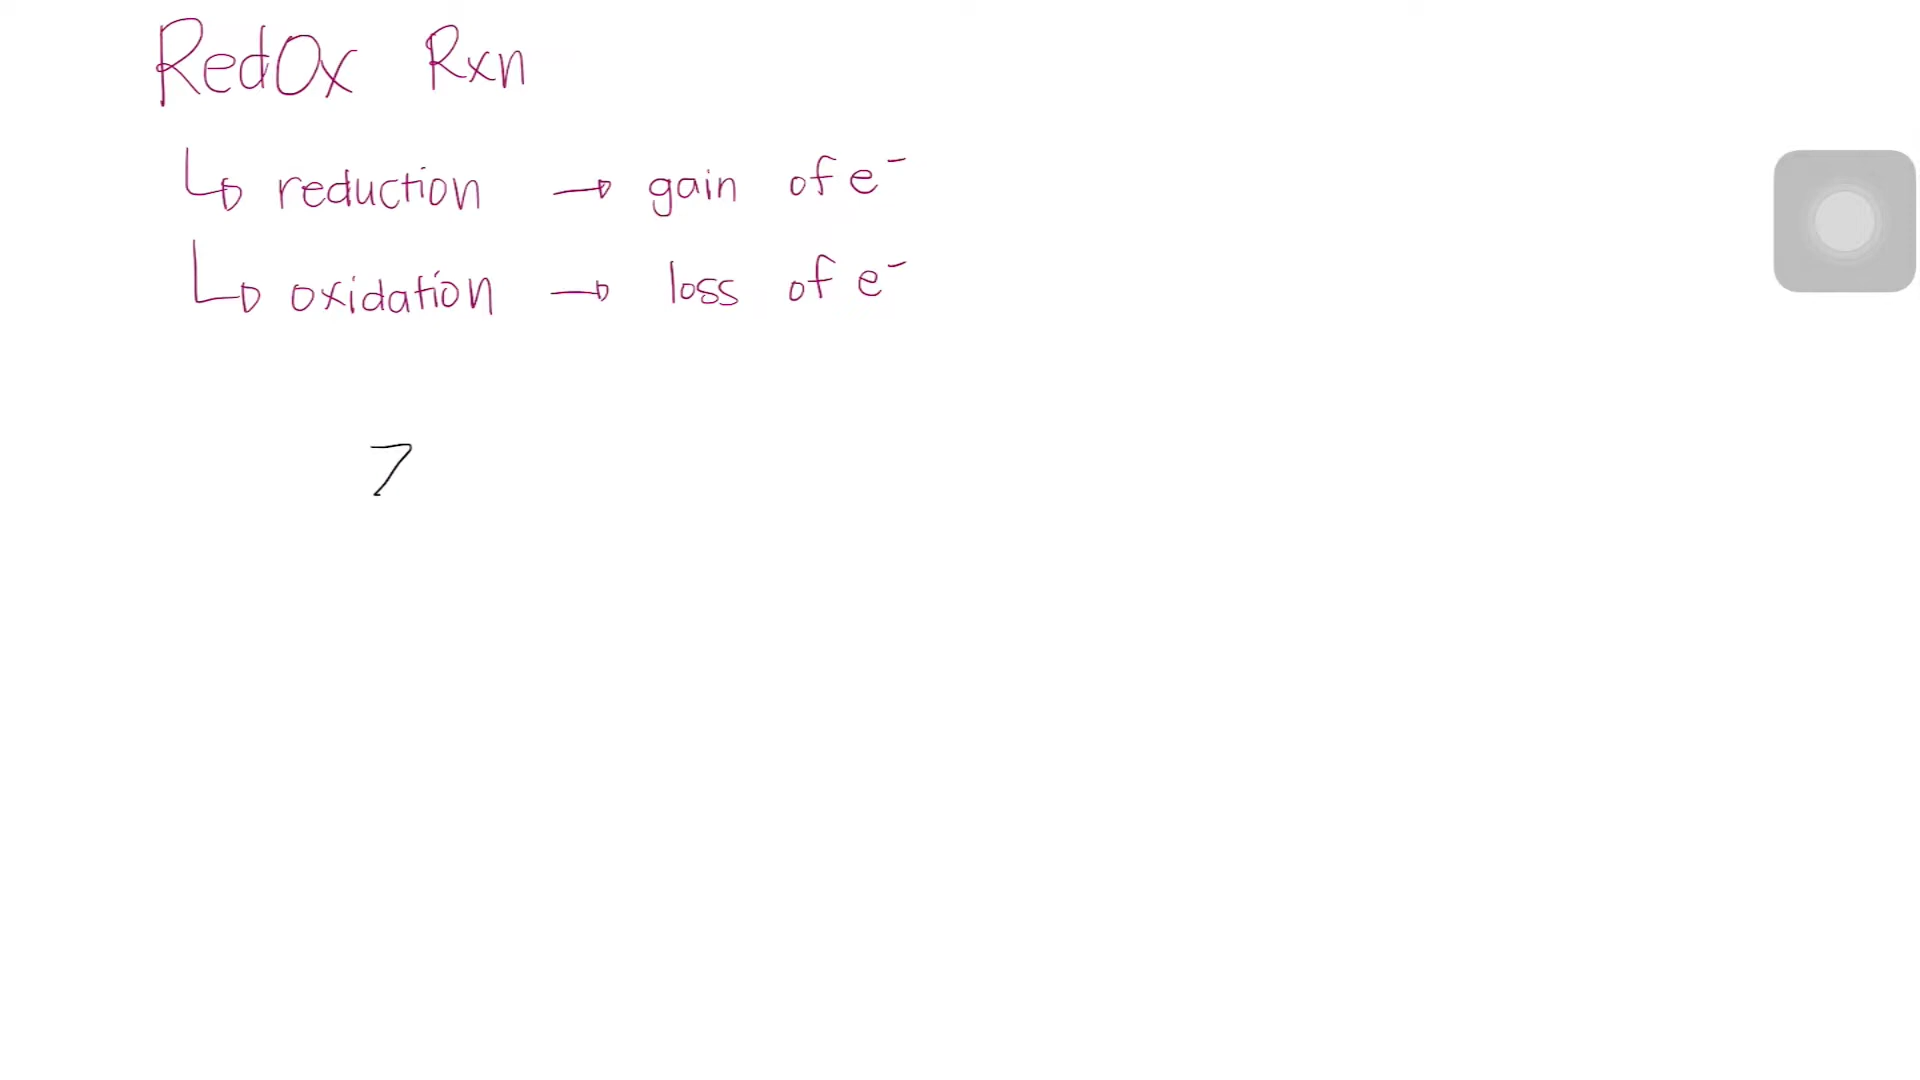 RedOx Rxn
↳ reduction → gain of e⁻
↳ oxidation → loss of e⁻
7